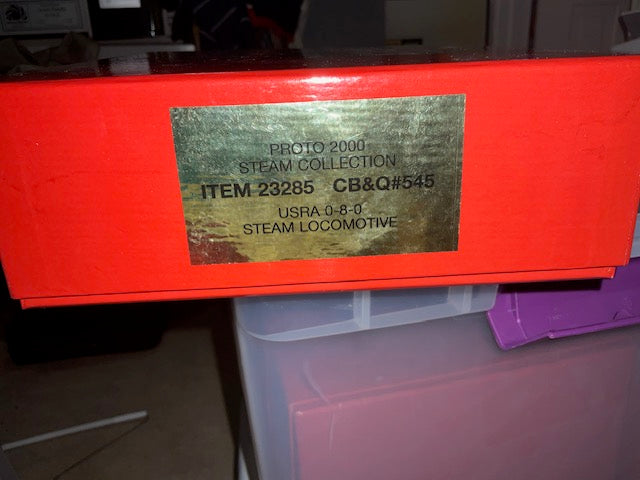 PROTO 2000
STEAM COLLECTION
ITEM 23285 CB&Q#545
USRA 0-8-0
STEAM LOCOMOTIVE